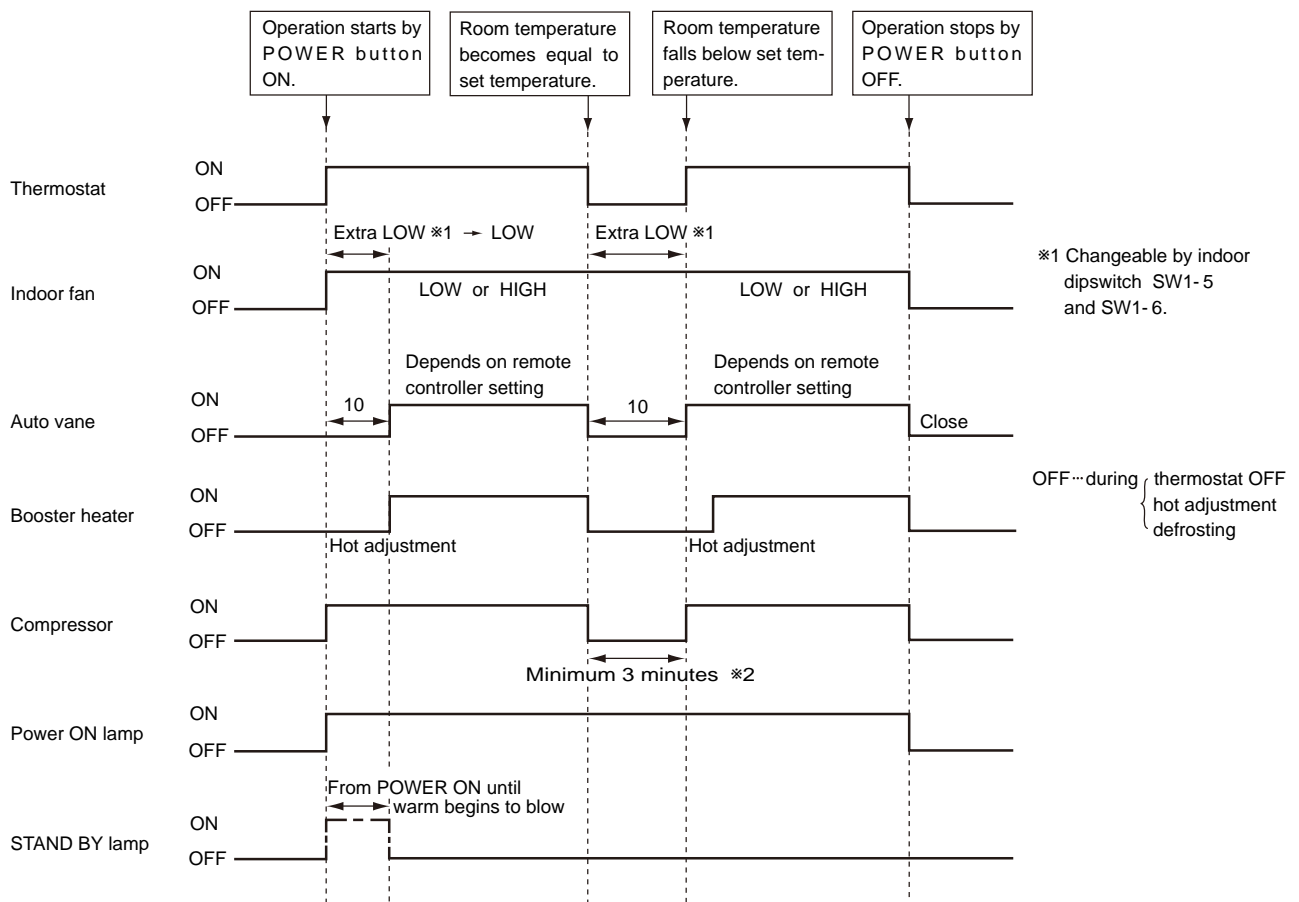 Operation starts by
POWER button
ON.
Room temperature
becomes equal to
set temperature.
Room temperature
falls below set tem-
perature.
Operation stops by
POWER button
OFF.
Thermostat
ON
OFF
Extra LOW ※1 → LOW
Extra LOW ※1
Indoor fan
ON
OFF
LOW or HIGH
LOW or HIGH
※1 Changeable by indoor
dipswitch SW1-5
and SW1-6.
Auto vane
ON
OFF
10
Depends on remote
controller setting
10
Depends on remote
controller setting
Close
Booster heater
ON
OFF
Hot adjustment
Hot adjustment
OFF···during { thermostat OFF
hot adjustment
defrosting
Compressor
ON
OFF
Minimum 3 minutes ※2
Power ON lamp
ON
OFF
From POWER ON until
warm begins to blow
STAND BY lamp
ON
OFF